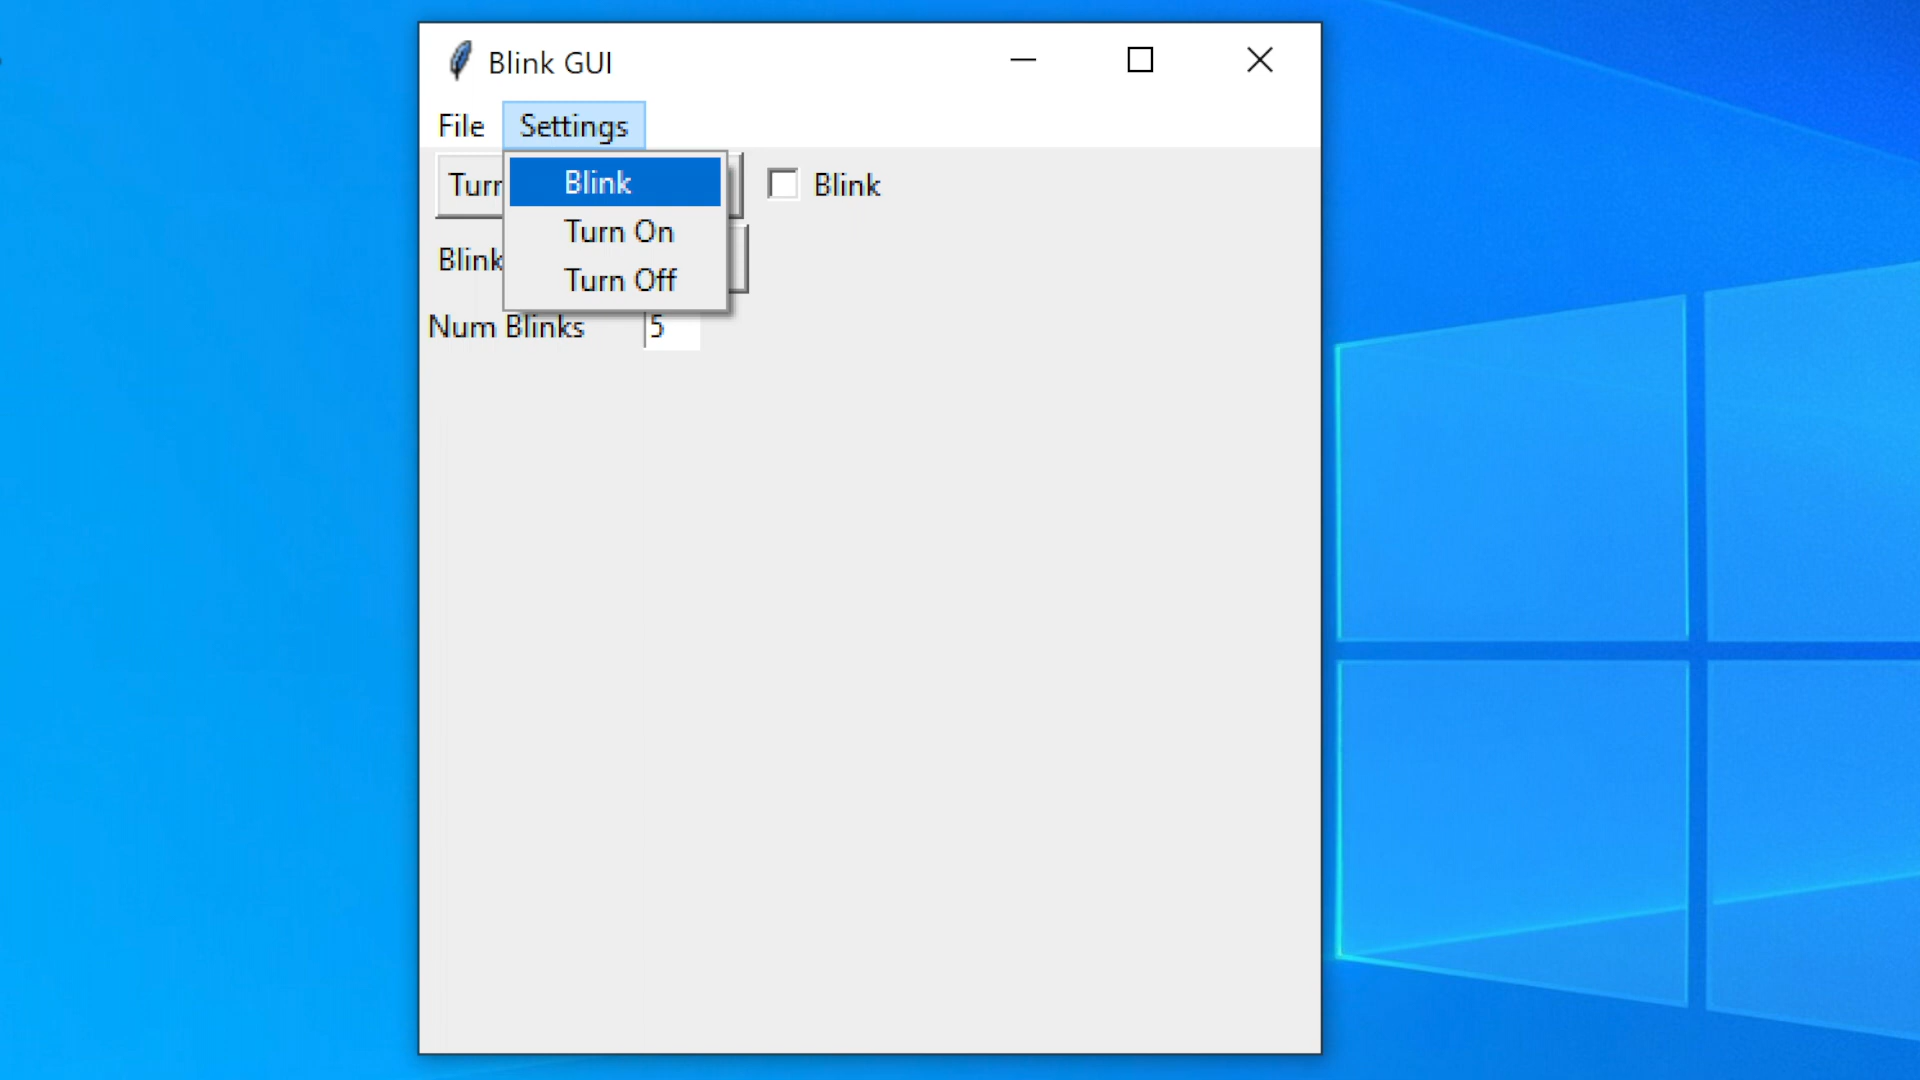 Blink GUI
File Settings
Blink
Turn On
Turn Off
Turn
Blink
Blink
Num Blinks 5